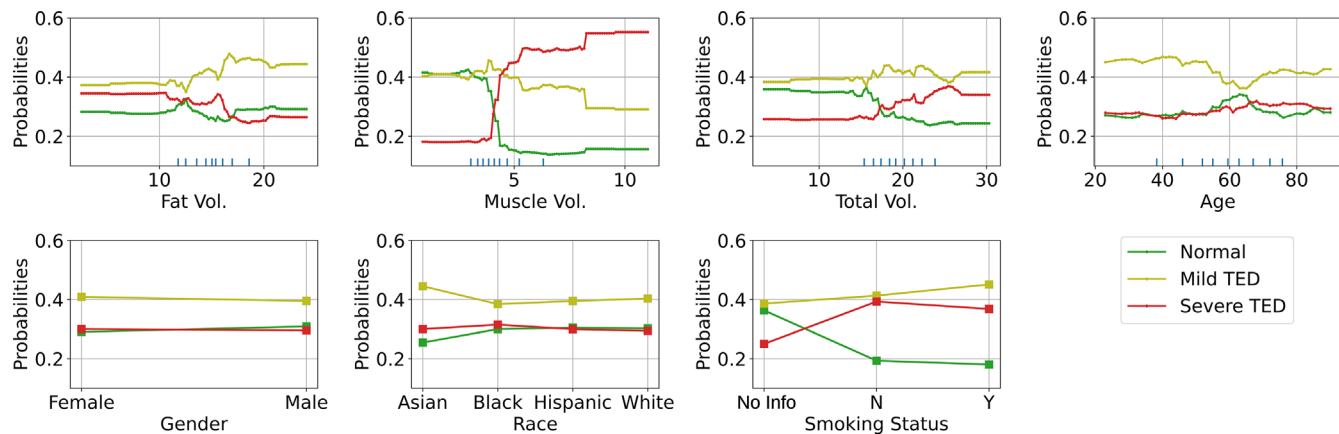 0.6
0.4
0.2
Probabilities
10
20
Fat Vol.
0.6
0.4
0.2
Probabilities
5
10
Muscle Vol.
0.6
0.4
0.2
Probabilities
10
20
30
Total Vol.
0.6
0.4
0.2
Probabilities
20
40
60
80
Age
0.6
0.4
0.2
Probabilities
Female
Male
Gender
0.6
0.4
0.2
Probabilities
Asian
Black
Hispanic
White
Race
0.6
0.4
0.2
Probabilities
No Info
N
Y
Smoking Status
Normal
Mild TED
Severe TED